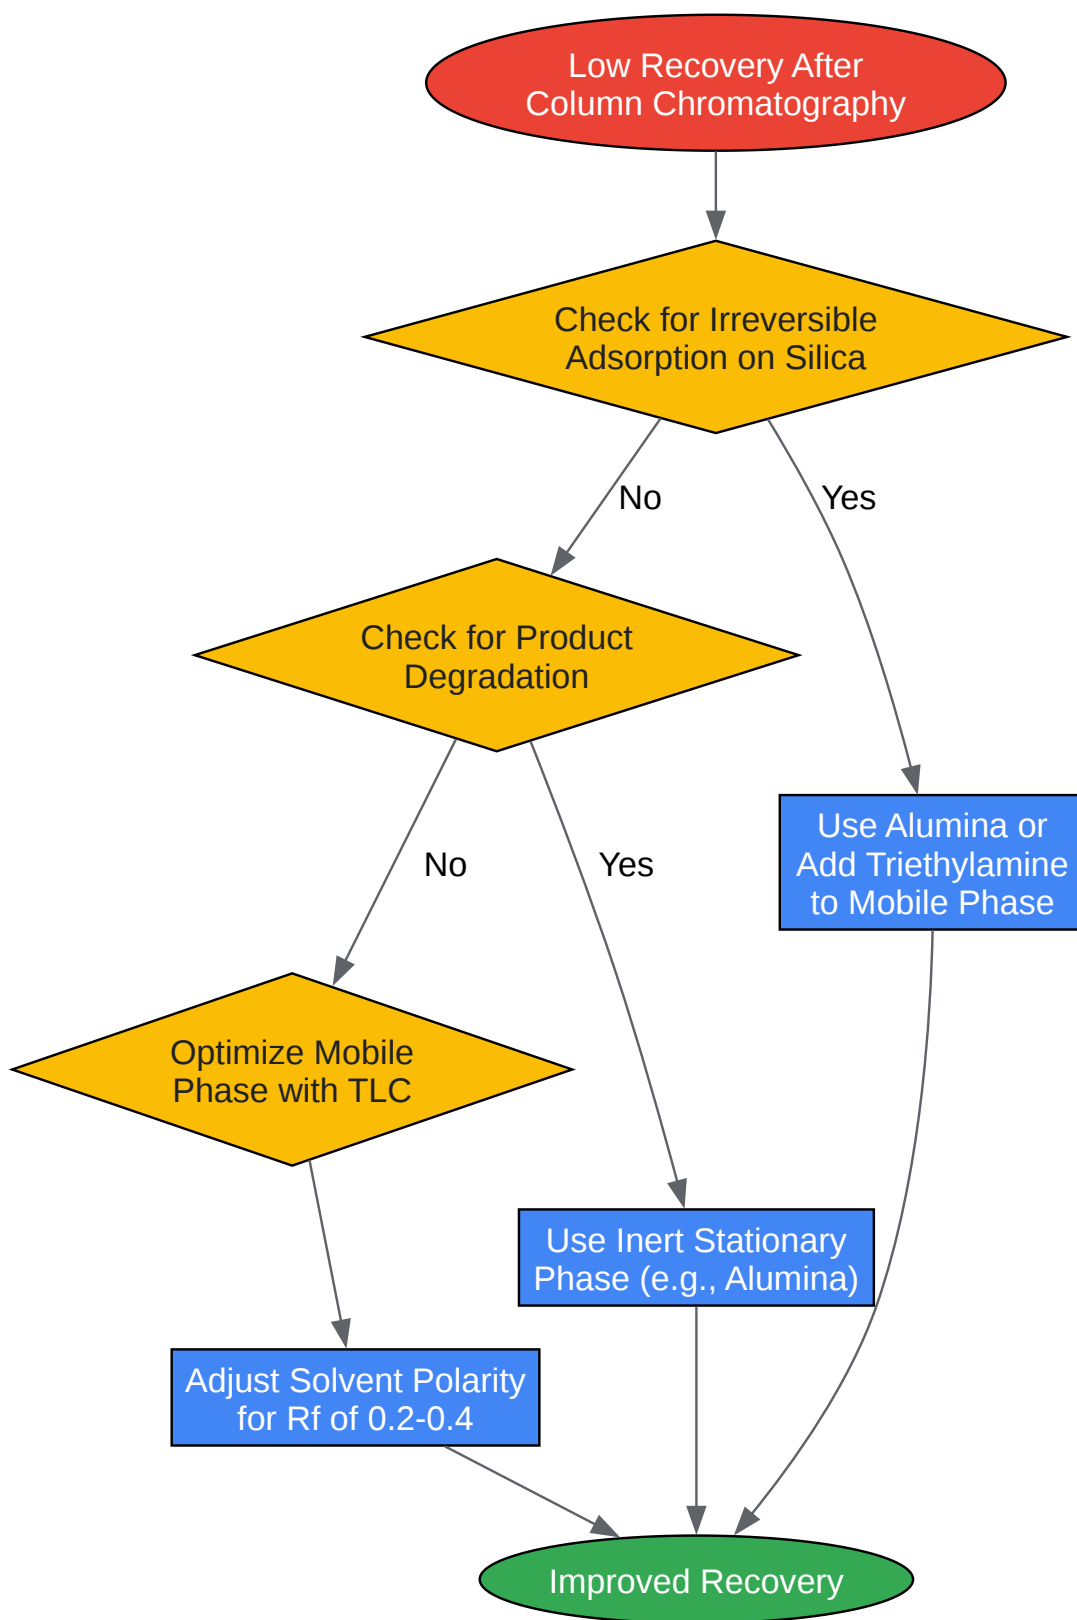 Low Recovery After
Column Chromatography
Check for Irreversible
Adsorption on Silica
No
Yes
Check for Product
Degradation
No
Yes
Use Alumina or
Add Triethylamine
to Mobile Phase
Optimize Mobile
Phase with TLC
Use Inert Stationary
Phase (e.g., Alumina)
Adjust Solvent Polarity
for Rf of 0.2-0.4
Improved Recovery